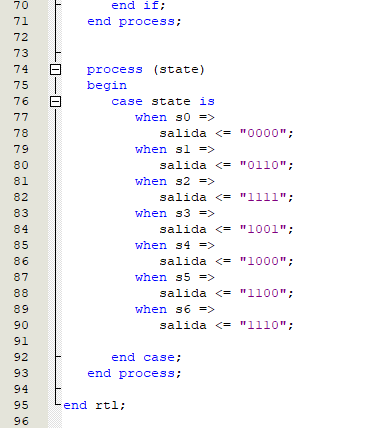 70 end if;
71 end process;
72
73
74 process (state)
75 begin
76 case state is
77 when s0 =>
78 salida <= "0000";
79 when s1 =>
80 salida <= "0110";
81 when s2 =>
82 salida <= "1111";
83 when s3 =>
84 salida <= "1001";
85 when s4 =>
86 salida <= "1000";
87 when s5 =>
88 salida <= "1100";
89 when s6 =>
90 salida <= "1110";
91
92 end case;
93 end process;
94
95 end rtl;
96